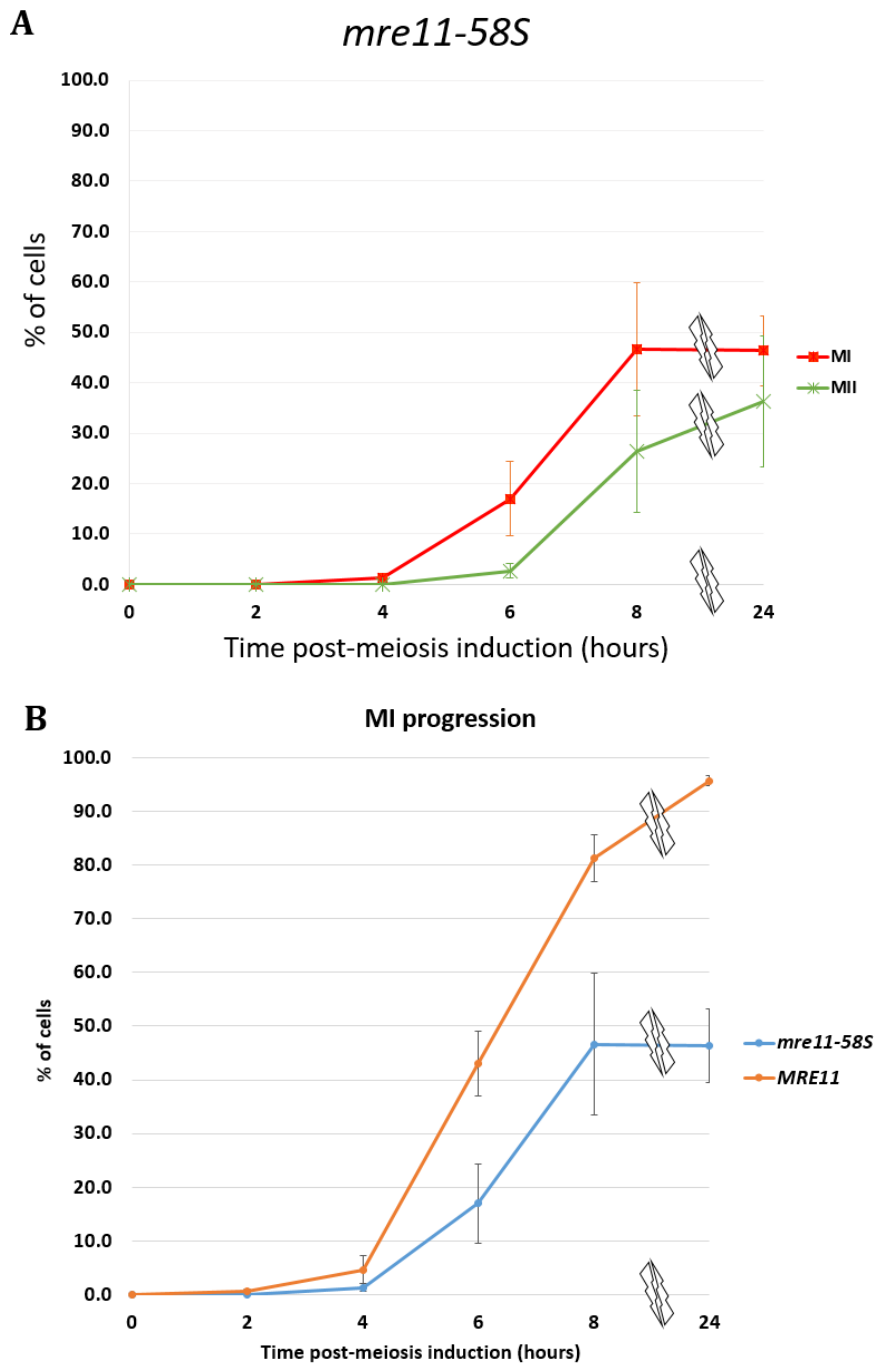 A
mre11-58S
100.0
90.0
80.0
70.0
60.0
50.0
40.0
30.0
20.0
10.0
0.0
% of cells
0 2 4 6 8 24
Time post-meiosis induction (hours)
MI
MII
B
MI progression
100.0
90.0
80.0
70.0
60.0
50.0
40.0
30.0
20.0
10.0
0.0
% of cells
0 2 4 6 8 24
Time post-meiosis induction (hours)
mre11-58S
MRE11